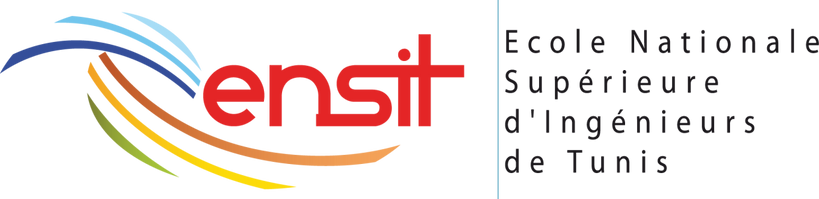 ensit
Ecole Nationale
Supérieure
d'Ingénieurs
de Tunis